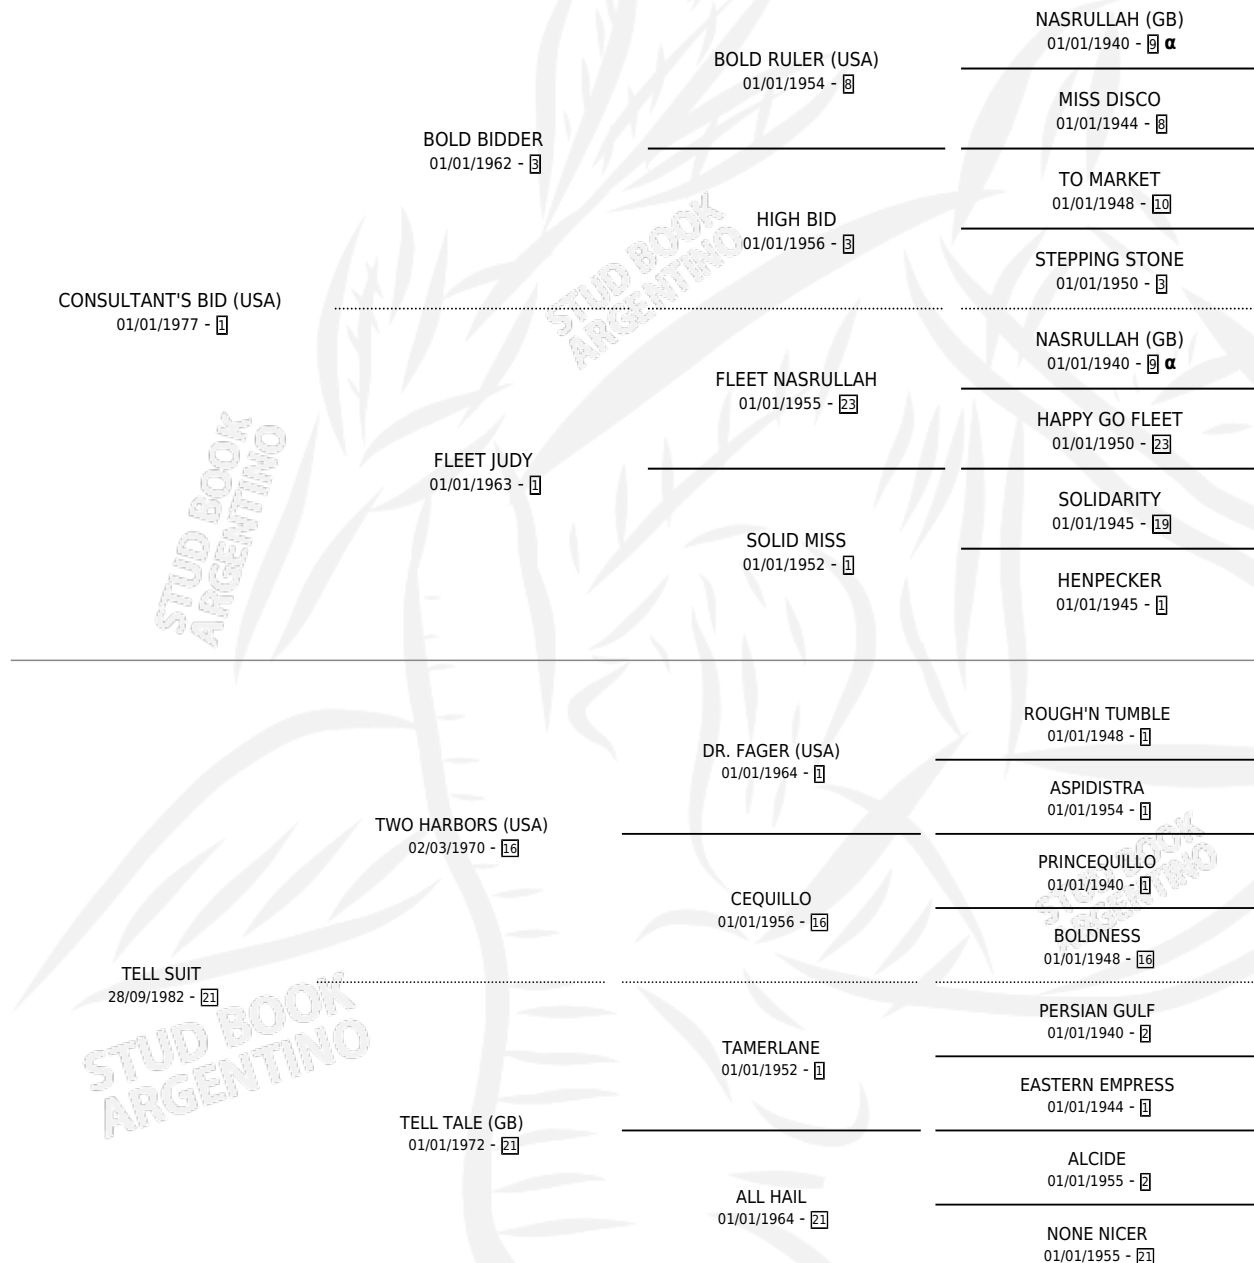 NASRULLAH (GB)
01/01/1940 - 9 α
BOLD RULER (USA)
01/01/1954 - 8
MISS DISCO
01/01/1944 - 8
BOLD BIDDER
01/01/1962 - 3
TO MARKET
01/01/1948 - 10
HIGH BID
01/01/1956 - 3
STEPPING STONE
01/01/1950 - 3
CONSULTANT'S BID (USA)
01/01/1977 - 1
NASRULLAH (GB)
01/01/1940 - 9 α
FLEET NASRULLAH
01/01/1955 - 23
HAPPY GO FLEET
01/01/1950 - 23
FLEET JUDY
01/01/1963 - 1
SOLIDARITY
01/01/1945 - 19
SOLID MISS
01/01/1952 - 1
HENPECKER
01/01/1945 - 1
ROUGH'N TUMBLE
01/01/1948 - 1
DR. FAGER (USA)
01/01/1964 - 1
ASPIDISTRA
01/01/1954 - 1
TWO HARBORS (USA)
02/03/1970 - 16
PRINCEQUILLO
01/01/1940 - 1
CEQUILLO
01/01/1956 - 16
BOLDNESS
01/01/1948 - 16
TELL SUIT
28/09/1982 - 21
PERSIAN GULF
01/01/1940 - 2
TAMERLANE
01/01/1952 - 1
EASTERN EMPRESS
01/01/1944 - 1
TELL TALE (GB)
01/01/1972 - 21
ALCIDE
01/01/1955 - 2
ALL HAIL
01/01/1964 - 21
NONE NICER
01/01/1955 - 21
STUD BOOK
ARGENTINO
STUD BOOK
ARGENTINO
STUD BOOK
ARGENTINO
STUD BOOK
ARGENTINO